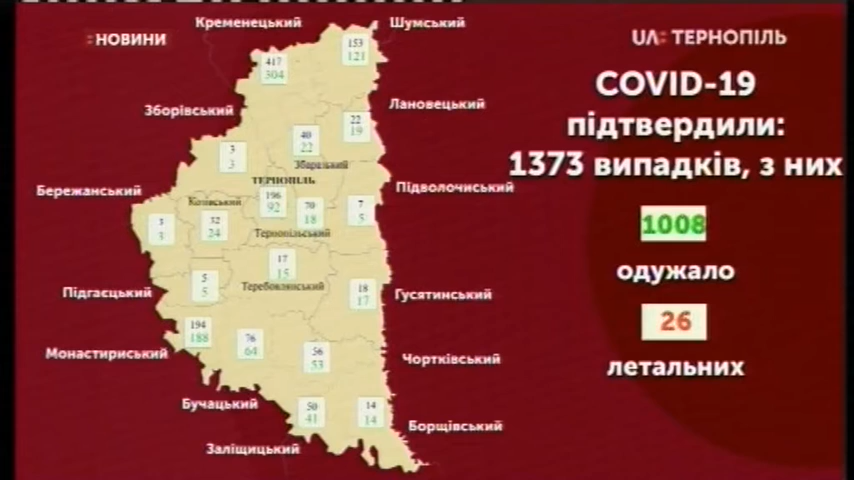 Кременецький
Шумський
:НОВИНИ
UA: ТЕРНОПІЛЬ
153
121
417
304
COVID-19
підтвердили:
1373 випадків, з них
1008
одужало
26
летальних
Зборівський
Лановецький
22
19
40
22
Збаразький
3
3
ТЕРНОПІЛЬ
Бережанський
Підволочиський
Козівський
196
92
70
18
7
5
3
3
32
24
Тернопільський
17
15
Теребовлянський
5
5
Підгаєцький
18
17
Гусятинський
194
188
76
64
56
53
Монастириський
Чортківський
Бучацький
50
41
14
14
Борщівський
Заліщицький